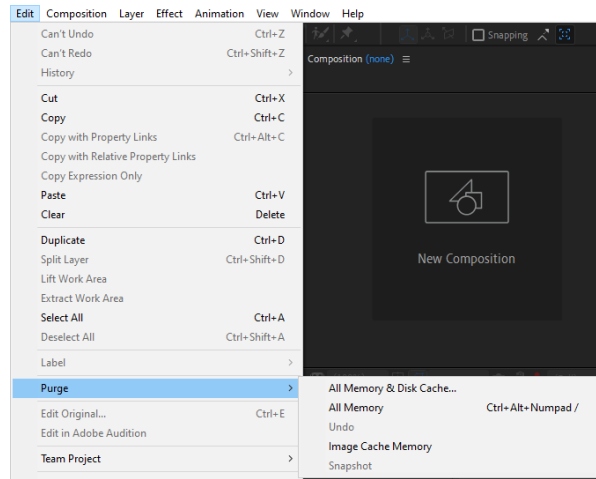 Edit Composition Layer Effect Animation View Window Help
Can't Undo Ctrl+Z
Can't Redo Ctrl+Shift+Z
History
Snapping
Composition (none)
Cut Ctrl+X
Copy Ctrl+C
Copy with Property Links Ctrl+Alt+C
Copy with Relative Property Links
Copy Expression Only
Paste Ctrl+V
Clear Delete
Duplicate Ctrl+D
Split Layer Ctrl+Shift+D
Lift Work Area
Extract Work Area
Select All Ctrl+A
Deselect All Ctrl+Shift+A
Label
New Composition
Purge
Edit Original... Ctrl+E
Edit in Adobe Audition
Team Project
All Memory & Disk Cache...
All Memory Ctrl+Alt+Numpad /
Undo
Image Cache Memory
Snapshot